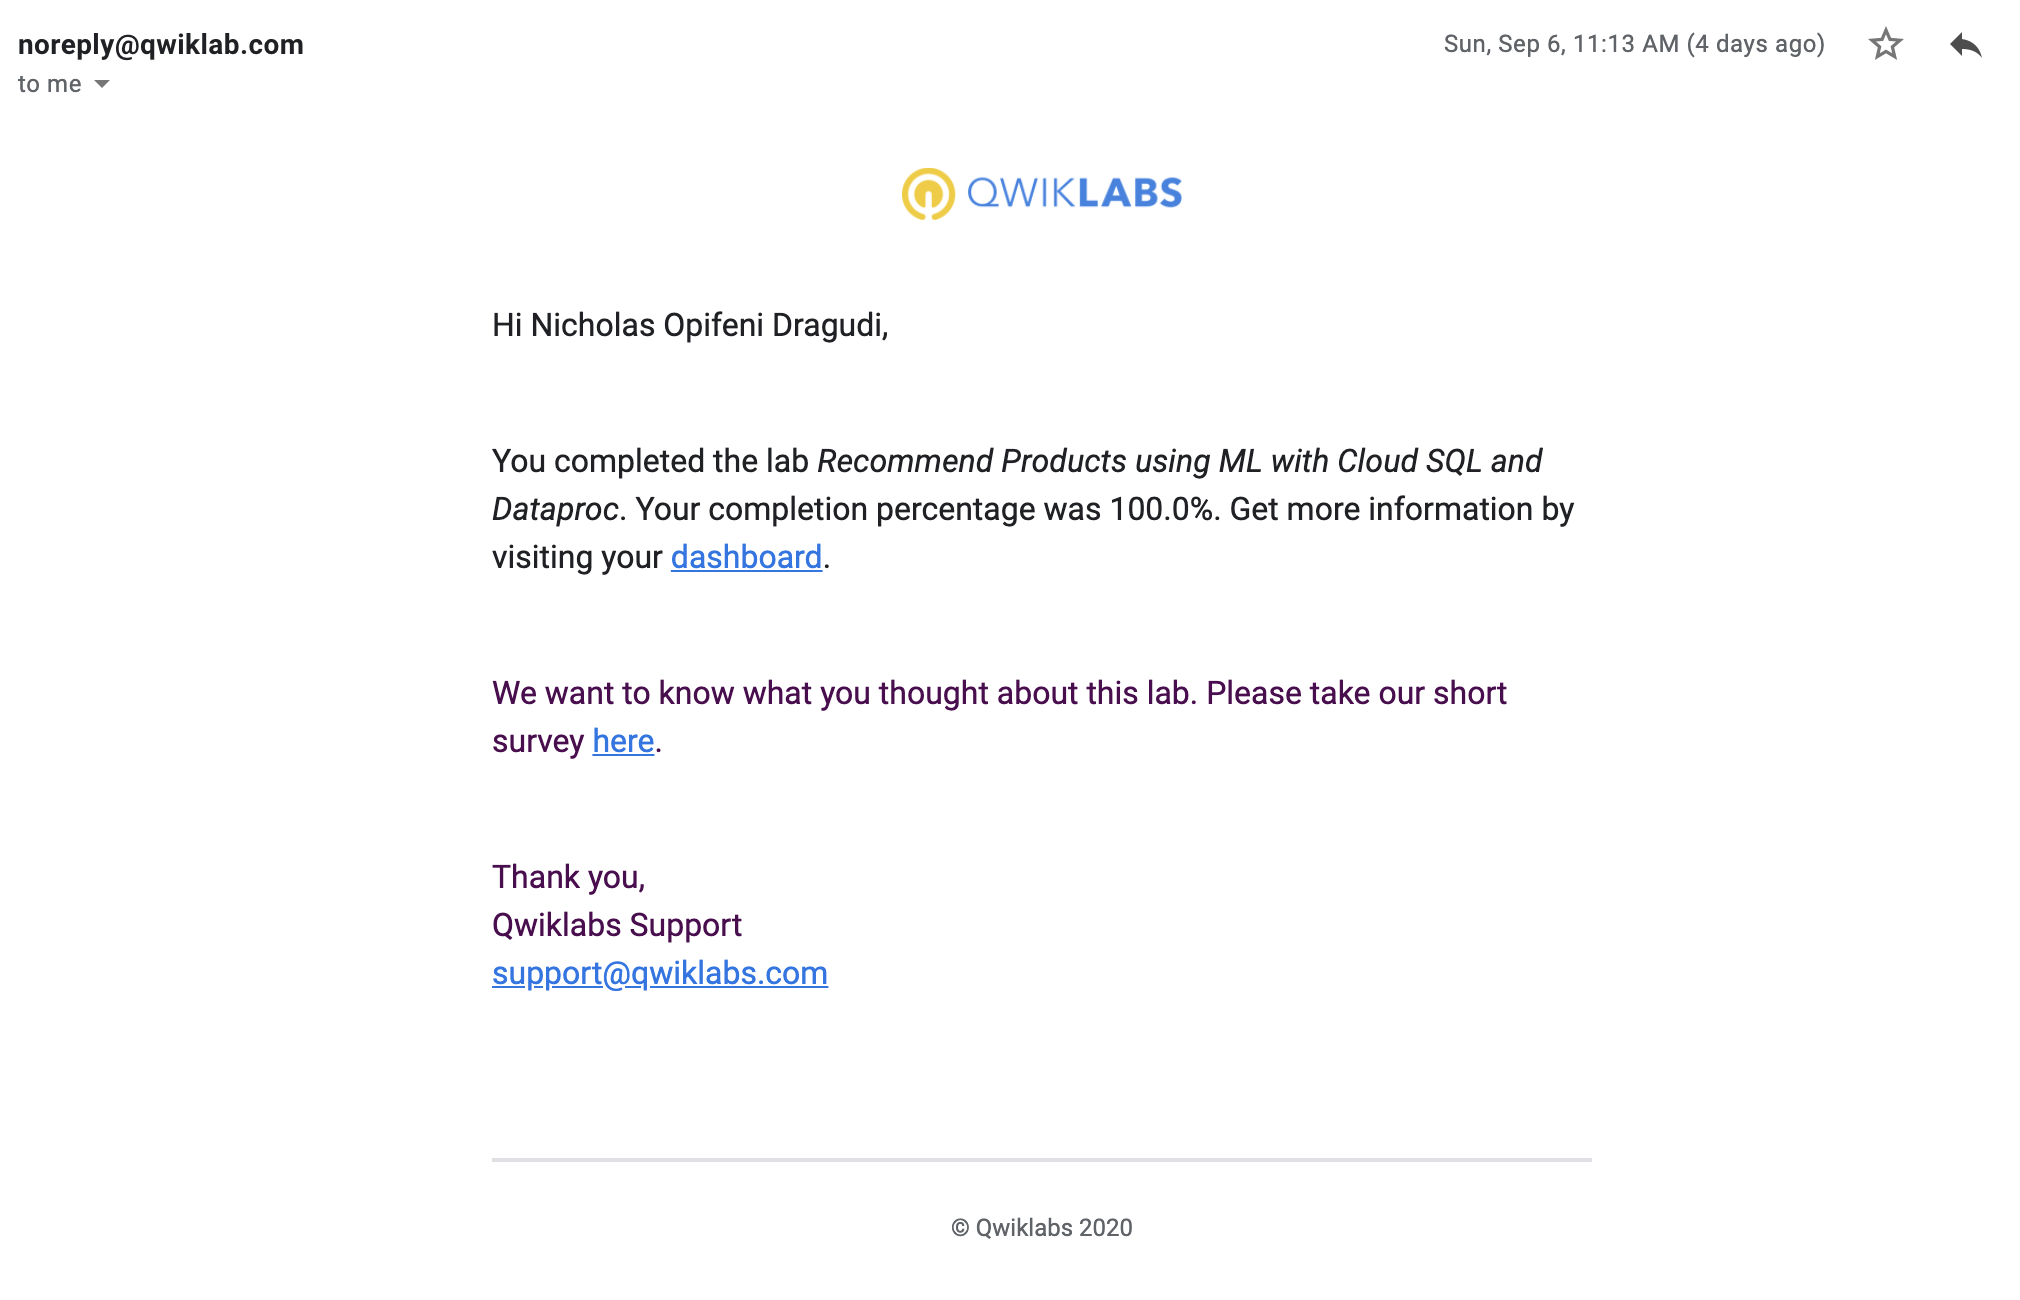 noreply@qwiklab.com
Sun, Sep 6, 11:13 AM (4 days ago)
to me
QWIKLABS
Hi Nicholas Opifeni Dragudi,
You completed the lab Recommend Products using ML with Cloud SQL and
Dataproc. Your completion percentage was 100.0%. Get more information by
visiting your dashboard.
We want to know what you thought about this lab. Please take our short
survey here.
Thank you,
Qwiklabs Support
support@qwiklabs.com
© Qwiklabs 2020